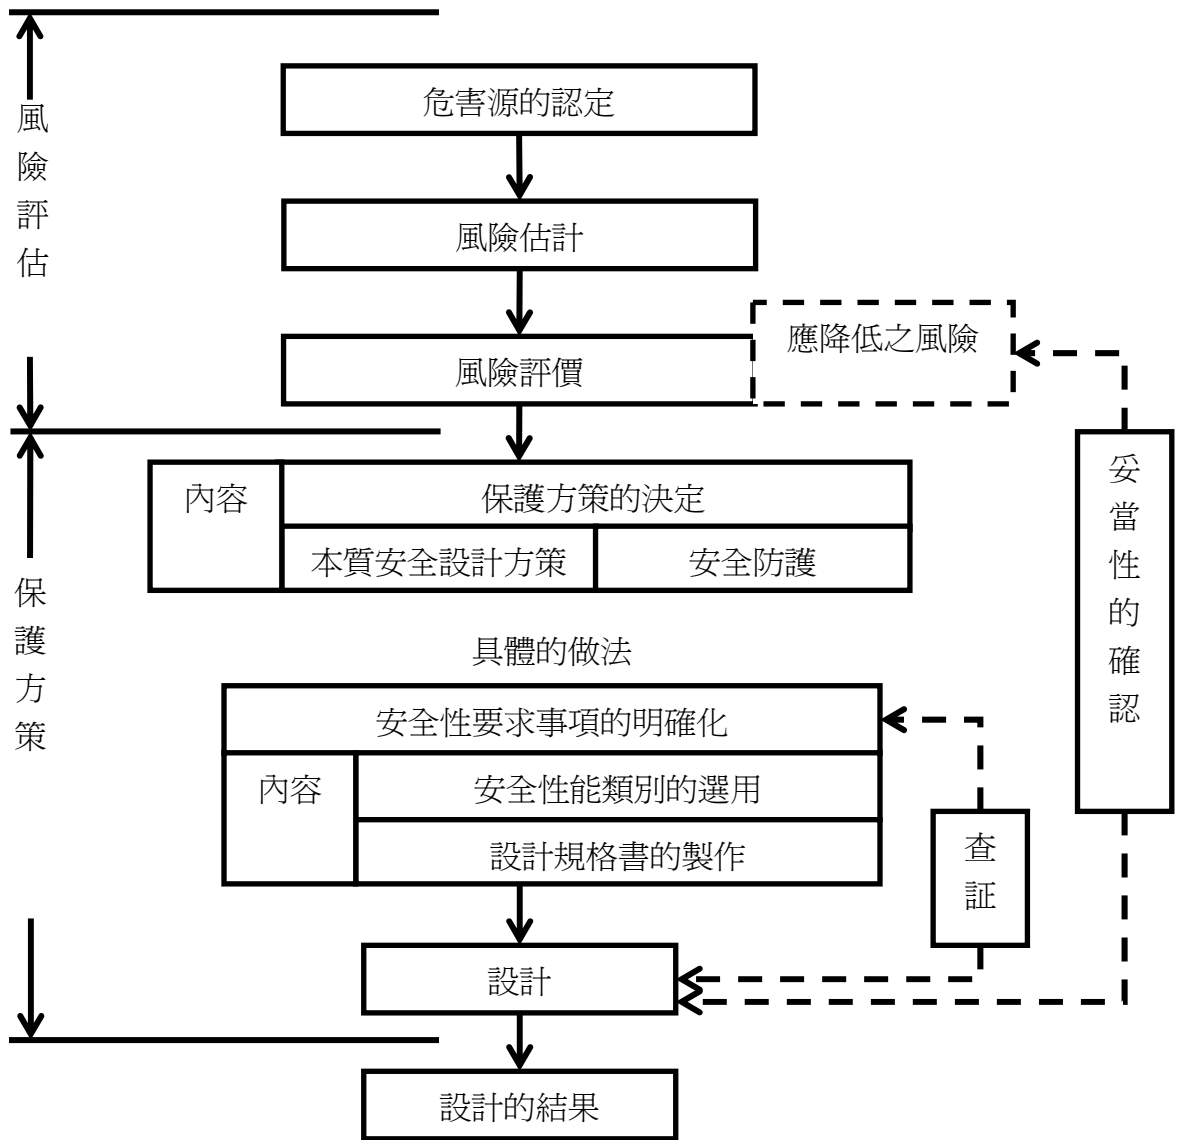 風險評估
危害源的認定
風險估計
風險評價
應降低之風險
保護方策
內容
保護方策的決定
本質安全設計方策
安全防護
妥當性的確認
具體的做法
安全性要求事項的明確化
內容
安全性能類別的選用
設計規格書的製作
查証
設計
設計的結果